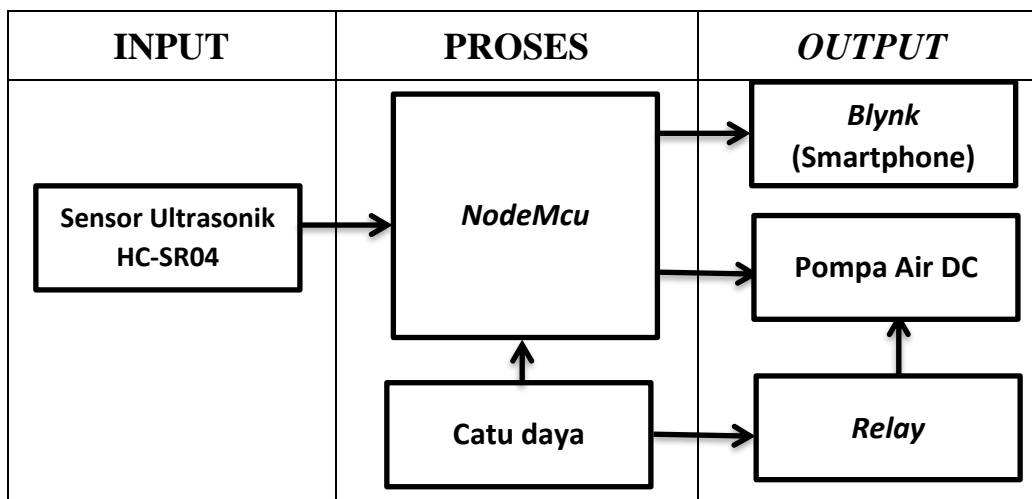 INPUT
PROSES
OUTPUT
Sensor Ultrasonik
HC-SR04
NodeMcu
Catu daya
Blynk
(Smartphone)
Pompa Air DC
Relay